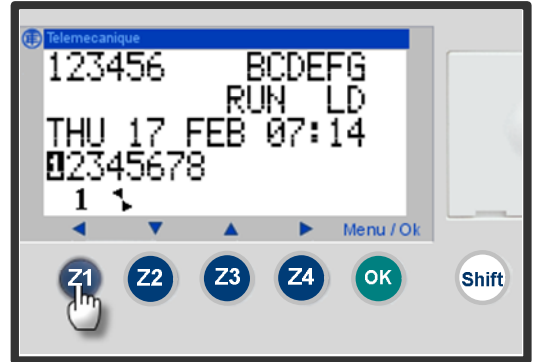 Telemecanique
123456 BCDEFG
RUN LD
THU 17 FEB 07:14
12345678
1
Menu / Ok
Z1 Z2 Z3 Z4 OK Shift